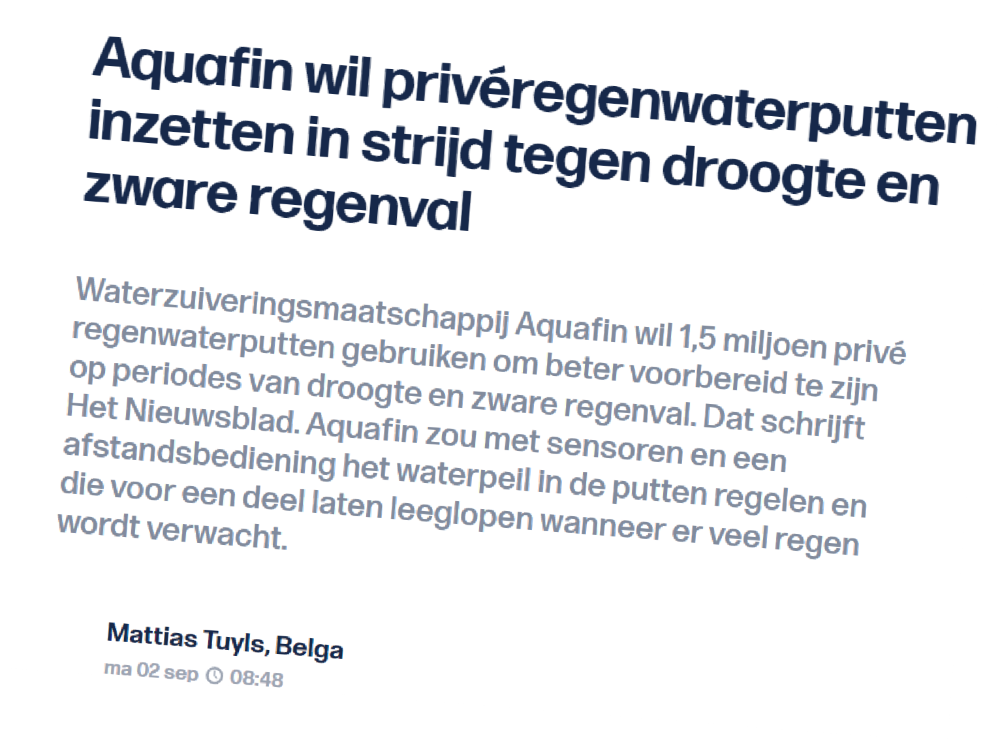 Aquafin wil privéregenwaterputten
inzetten in strijd tegen droogte en
zware regenval
Waterzuiveringsmaatschappij Aquafin wil 1,5 miljoen privé
regenwaterputten gebruiken om beter voorbereid te zijn
op periodes van droogte en zware regenval. Dat schrijft
Het Nieuwsblad. Aquafin zou met sensoren en een
afstandsbediening het waterpeil in de putten regelen en
die voor een deel laten leeglopen wanneer er veel regen
wordt verwacht.
Mattias Tuyls, Belga
ma 02 sep 08:48